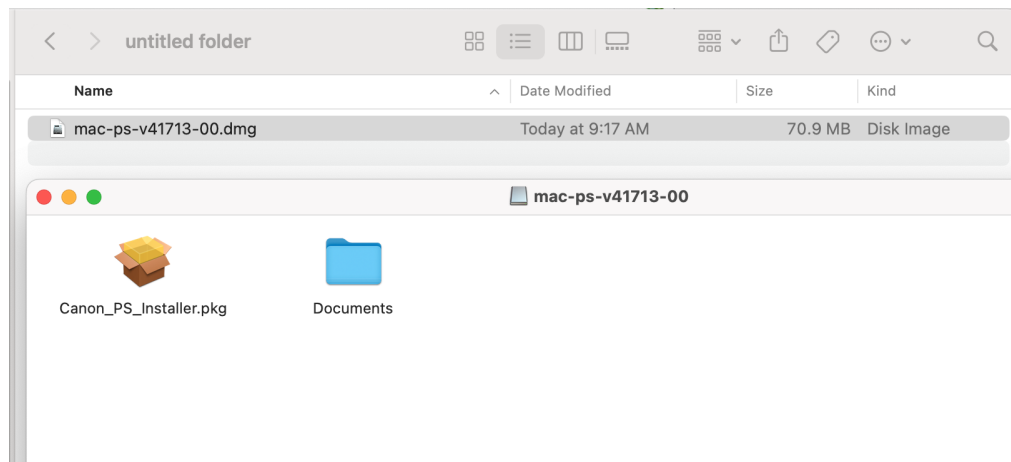 untitled folder
Name Date Modified Size Kind
mac-ps-v41713-00.dmg Today at 9:17 AM 70.9 MB Disk Image
mac-ps-v41713-00
Canon_PS_Installer.pkg Documents